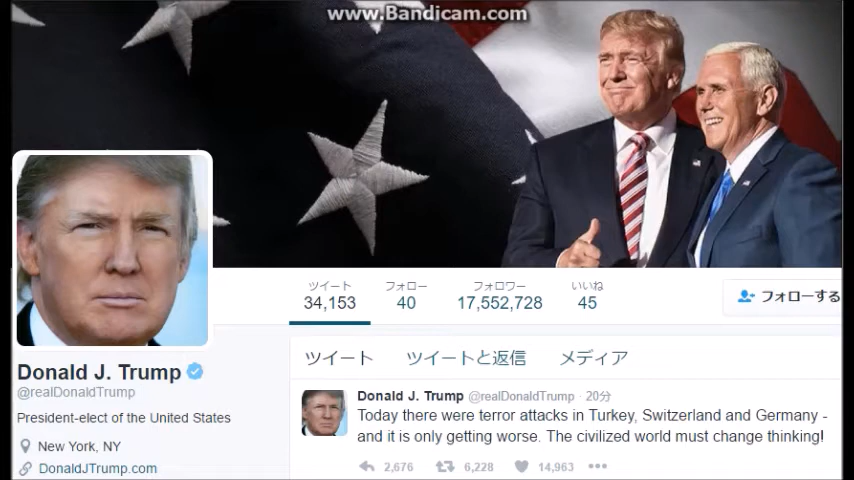 www.Bandicam.com
ツイート フォロー フォロワー いいね
34,153 40 17,552,728 45
フォローする
Donald J. Trump
@realDonaldTrump
President-elect of the United States
New York, NY
DonaldJTrump.com
ツイート ツイートと返信 メディア
Donald J. Trump @realDonaldTrump · 20分
Today there were terror attacks in Turkey, Switzerland and Germany -
and it is only getting worse. The civilized world must change thinking!
2,676 6,228 14,963